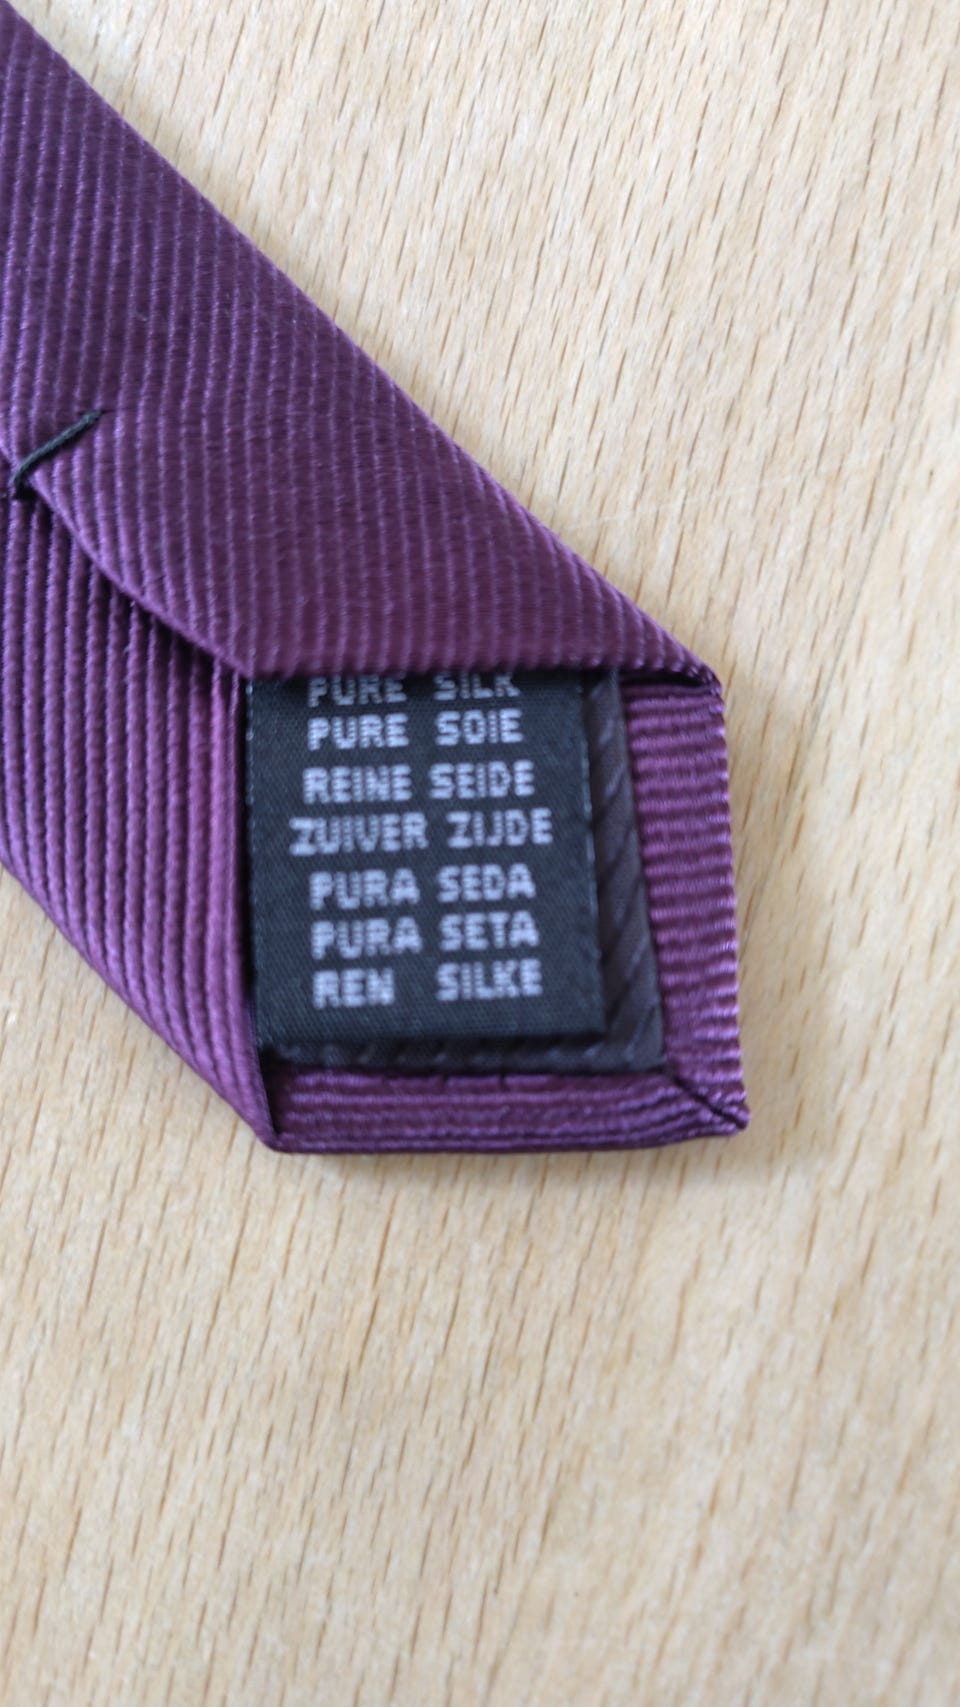 PURE SILK
PURE SOIE
REINE SEIDE
ZUIVER ZIJDE
PURA SEDA
PURA SETA
REN SILKE